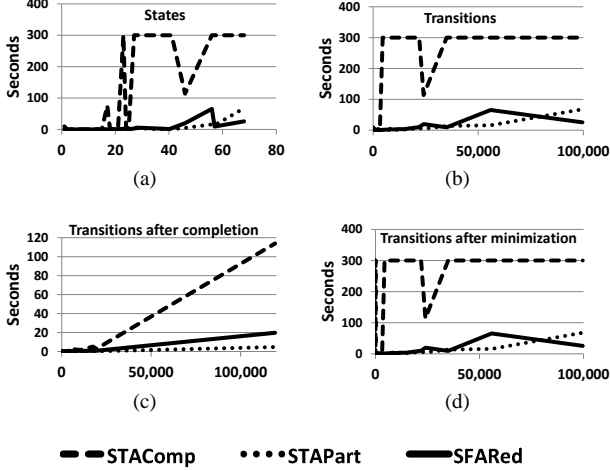 States
Seconds
400
300
200
100
0
0 20 40 60 80
(a)
Transitions
Seconds
400
300
200
100
0
0 50,000 100,000
(b)
Transitions after completion
Seconds
120
100
80
60
40
20
0
0 50,000 100,000
(c)
Transitions after minimization
Seconds
400
300
200
100
0
0 50,000 100,000
(d)
STAComp STAPart SFARed